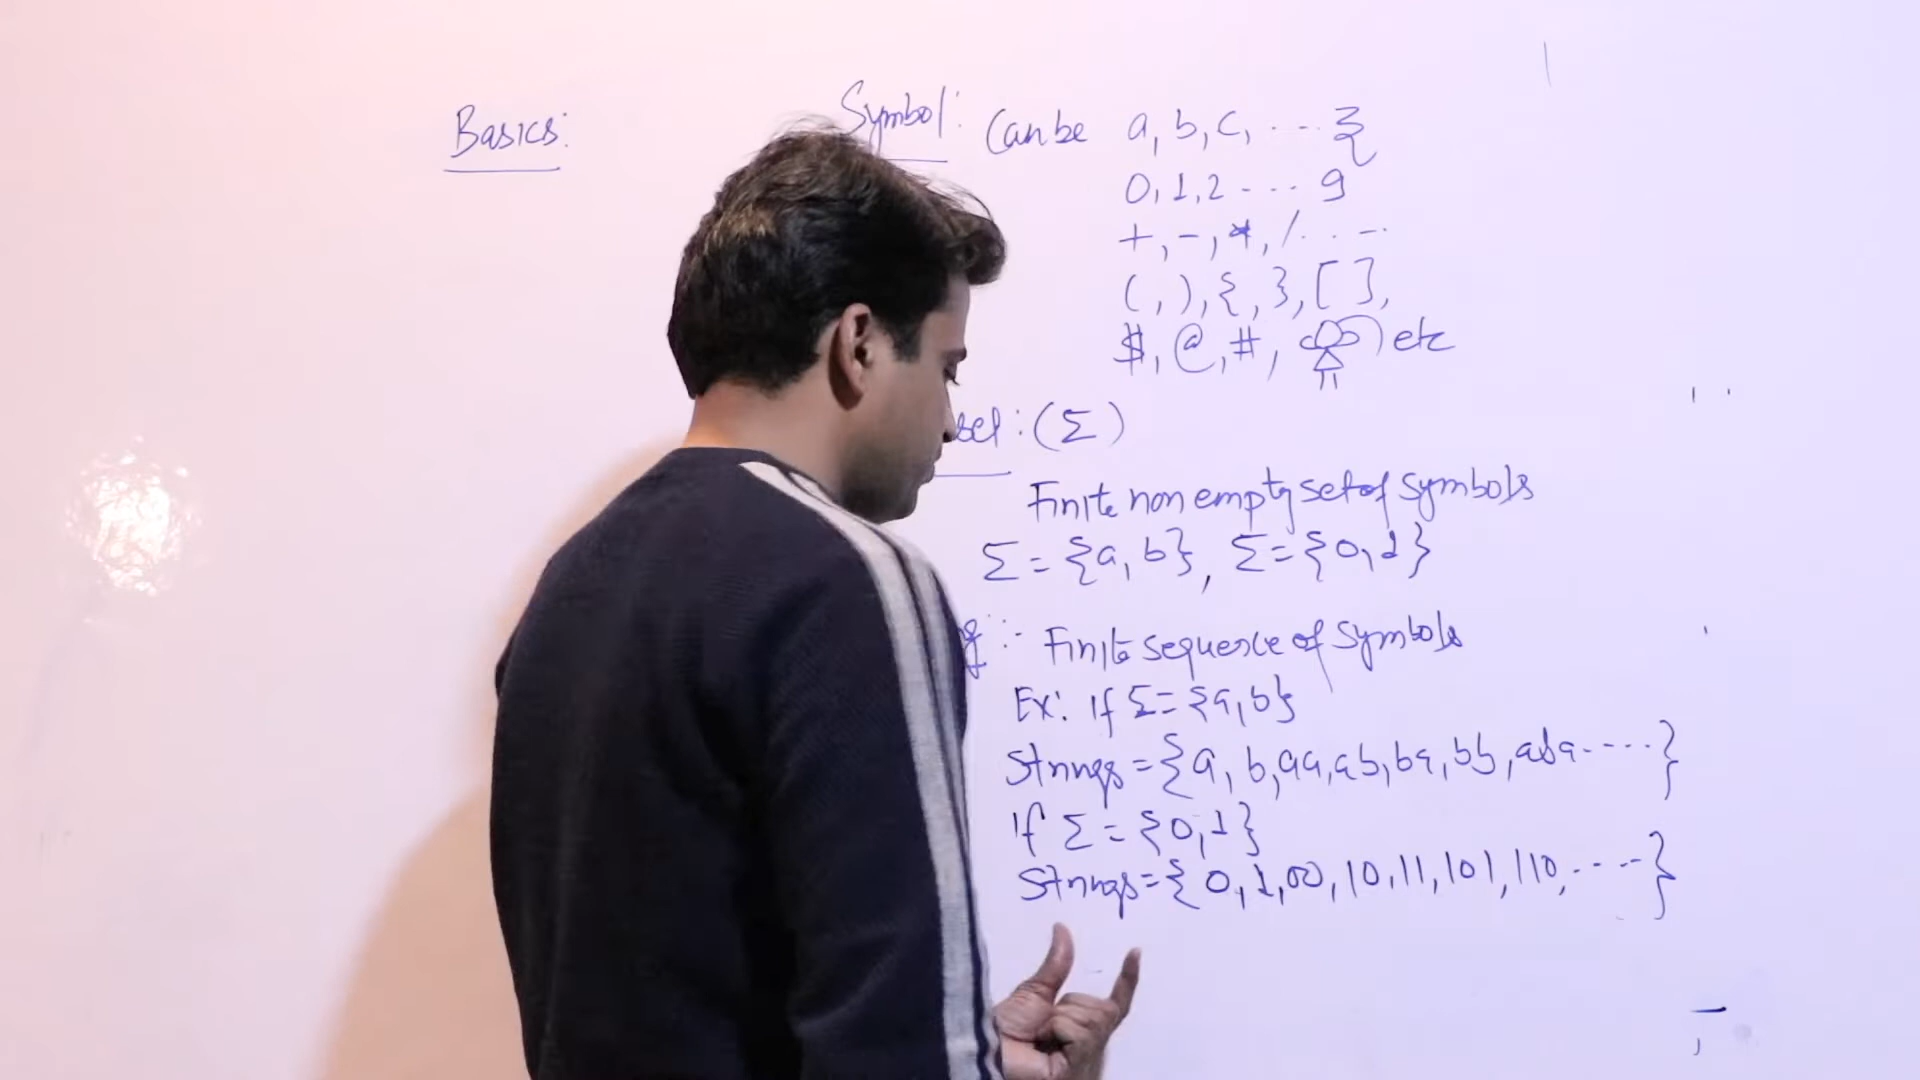 Basics:
Symbol: Can be a, b, c, ... z
0, 1, 2 ... 9
+, -, *, / ...
(, ), {, }, [ ],
$, @, #, etc
: (Σ)
Finite non empty set of symbols
Σ = {a, b}, Σ = {0, 1}
:- Finite sequence of symbols
Ex: If Σ = {a, b}
Strings = {a, b, aa, ab, ba, bb, aba ....}
If Σ = {0, 1}
Strings = { 0, 1, 00, 10, 11, 101, 110, ....}